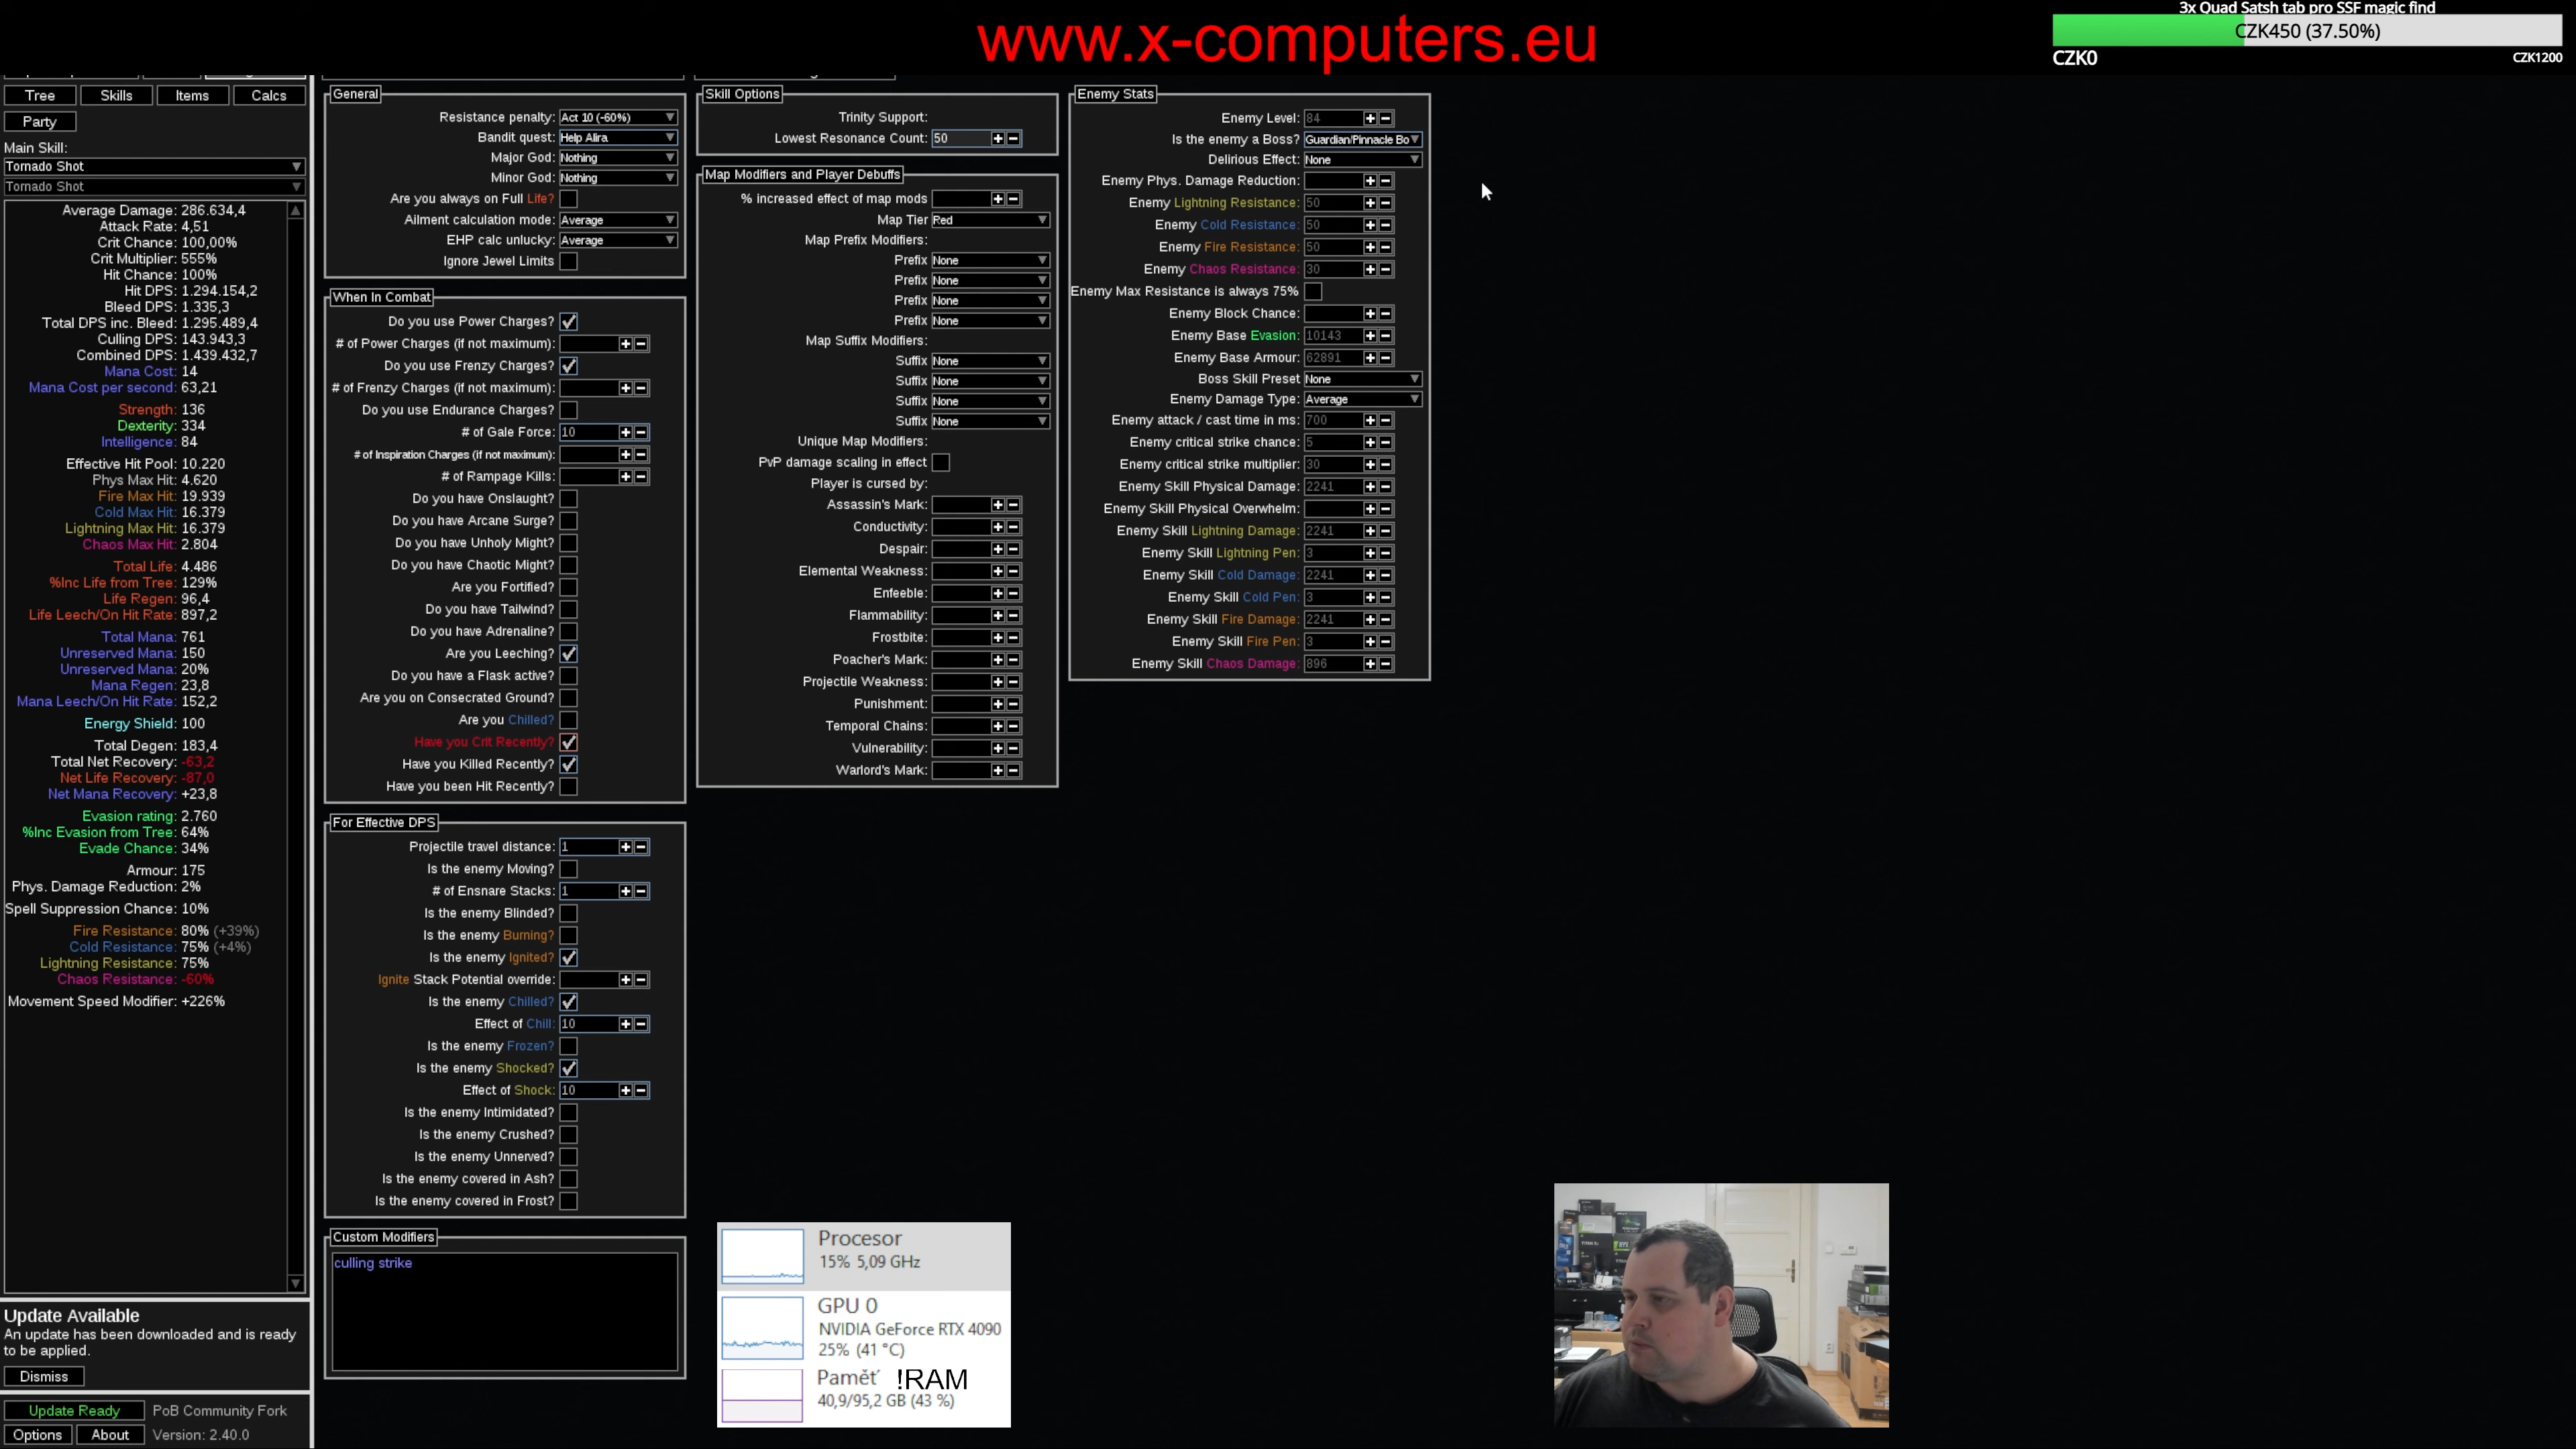 www.x-computers.eu
3x Quad Satsh tab pro SSF magic find
CZK450 (37.50%)
CZK0
CZK1200
Tree
Skills
Items
Calcs
Party
Main Skill:
Tornado Shot
Tornado Shot
Average Damage: 286.634,4
Attack Rate: 4,51
Crit Chance: 100,00%
Crit Multiplier: 555%
Hit Chance: 100%
Hit DPS: 1.294.154,2
Bleed DPS: 1.335,3
Total DPS inc. Bleed: 1.295.489,4
Culling DPS: 143.943,3
Combined DPS: 1.439.432,7
Mana Cost: 14
Mana Cost per second: 63,21
Strength: 136
Dexterity: 334
Intelligence: 84
Effective Hit Pool: 10.220
Phys Max Hit: 4.620
Fire Max Hit: 19.939
Cold Max Hit: 16.379
Lightning Max Hit: 16.379
Chaos Max Hit: 2.804
Total Life: 4.486
%Inc Life from Tree: 129%
Life Regen: 96,4
Life Leech/On Hit Rate: 897,2
Total Mana: 761
Unreserved Mana: 150
Unreserved Mana: 20%
Mana Regen: 23,8
Mana Leech/On Hit Rate: 152,2
Energy Shield: 100
Total Degen: 183,4
Total Net Recovery: -63,2
Net Life Recovery: -87,0
Net Mana Recovery: +23,8
Evasion rating: 2.760
%Inc Evasion from Tree: 64%
Evade Chance: 34%
Armour: 175
Phys. Damage Reduction: 2%
Spell Suppression Chance: 10%
Fire Resistance: 80% (+39%)
Cold Resistance: 75% (+4%)
Lightning Resistance: 75%
Chaos Resistance: -60%
Movement Speed Modifier: +226%
Update Available
An update has been downloaded and is ready
to be applied.
Dismiss
Update Ready
PoB Community Fork
Options
About
Version: 2.40.0
General
Resistance penalty: Act 10 (-60%)
Bandit quest: Help Alira
Major God: Nothing
Minor God: Nothing
Are you always on Full Life?
Ailment calculation mode: Average
EHP calc unlucky: Average
Ignore Jewel Limits
When In Combat
Do you use Power Charges?
# of Power Charges (if not maximum):
Do you use Frenzy Charges?
# of Frenzy Charges (if not maximum):
Do you use Endurance Charges?
# of Gale Force: 10
# of Inspiration Charges (if not maximum):
# of Rampage Kills:
Do you have Onslaught?
Do you have Arcane Surge?
Do you have Unholy Might?
Do you have Chaotic Might?
Are you Fortified?
Do you have Tailwind?
Do you have Adrenaline?
Are you Leeching?
Do you have a Flask active?
Are you on Consecrated Ground?
Are you Chilled?
Have you Crit Recently?
Have you Killed Recently?
Have you been Hit Recently?
For Effective DPS
Projectile travel distance: 1
Is the enemy Moving?
# of Ensnare Stacks: 1
Is the enemy Blinded?
Is the enemy Burning?
Is the enemy Ignited?
Ignite Stack Potential override:
Is the enemy Chilled?
Effect of Chill: 10
Is the enemy Frozen?
Is the enemy Shocked?
Effect of Shock: 10
Is the enemy Intimidated?
Is the enemy Crushed?
Is the enemy Unnerved?
Is the enemy covered in Ash?
Is the enemy covered in Frost?
Custom Modifiers
culling strike
Skill Options
Trinity Support:
Lowest Resonance Count: 50
Map Modifiers and Player Debuffs
% increased effect of map mods
Map Tier Red
Map Prefix Modifiers:
Prefix None
Prefix None
Prefix None
Prefix None
Map Suffix Modifiers:
Suffix None
Suffix None
Suffix None
Suffix None
Unique Map Modifiers:
PvP damage scaling in effect
Player is cursed by:
Assassin's Mark:
Conductivity:
Despair:
Elemental Weakness:
Enfeeble:
Flammability:
Frostbite:
Poacher's Mark:
Projectile Weakness:
Punishment:
Temporal Chains:
Vulnerability:
Warlord's Mark:
Enemy Stats
Enemy Level: 84
Is the enemy a Boss? Guardian/Pinnacle Bo
Delirious Effect: None
Enemy Phys. Damage Reduction:
Enemy Lightning Resistance: 50
Enemy Cold Resistance: 50
Enemy Fire Resistance: 50
Enemy Chaos Resistance: 30
Enemy Max Resistance is always 75%
Enemy Block Chance:
Enemy Base Evasion: 10143
Enemy Base Armour: 62891
Boss Skill Preset None
Enemy Damage Type: Average
Enemy attack / cast time in ms: 700
Enemy critical strike chance: 5
Enemy critical strike multiplier: 30
Enemy Skill Physical Damage: 2241
Enemy Skill Physical Overwhelm:
Enemy Skill Lightning Damage: 2241
Enemy Skill Lightning Pen: 3
Enemy Skill Cold Damage: 2241
Enemy Skill Cold Pen: 3
Enemy Skill Fire Damage: 2241
Enemy Skill Fire Pen: 3
Enemy Skill Chaos Damage: 896
Procesor
15% 5,09 GHz
GPU 0
NVIDIA GeForce RTX 4090
25% (41 °C)
Paměť !RAM
40,9/95,2 GB (43 %)